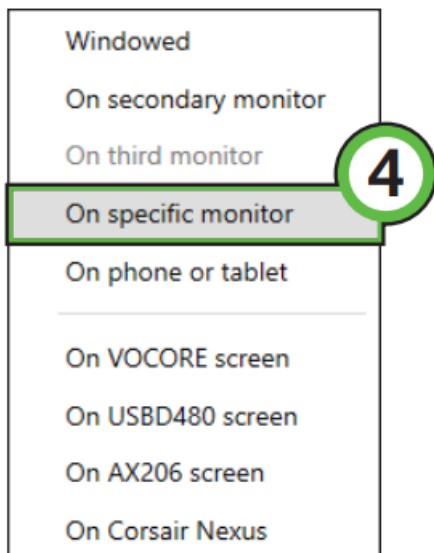 Windowed
On secondary monitor
On third monitor
4
On specific monitor
On phone or tablet
On VOCORE screen
On USBD480 screen
On AX206 screen
On Corsair Nexus